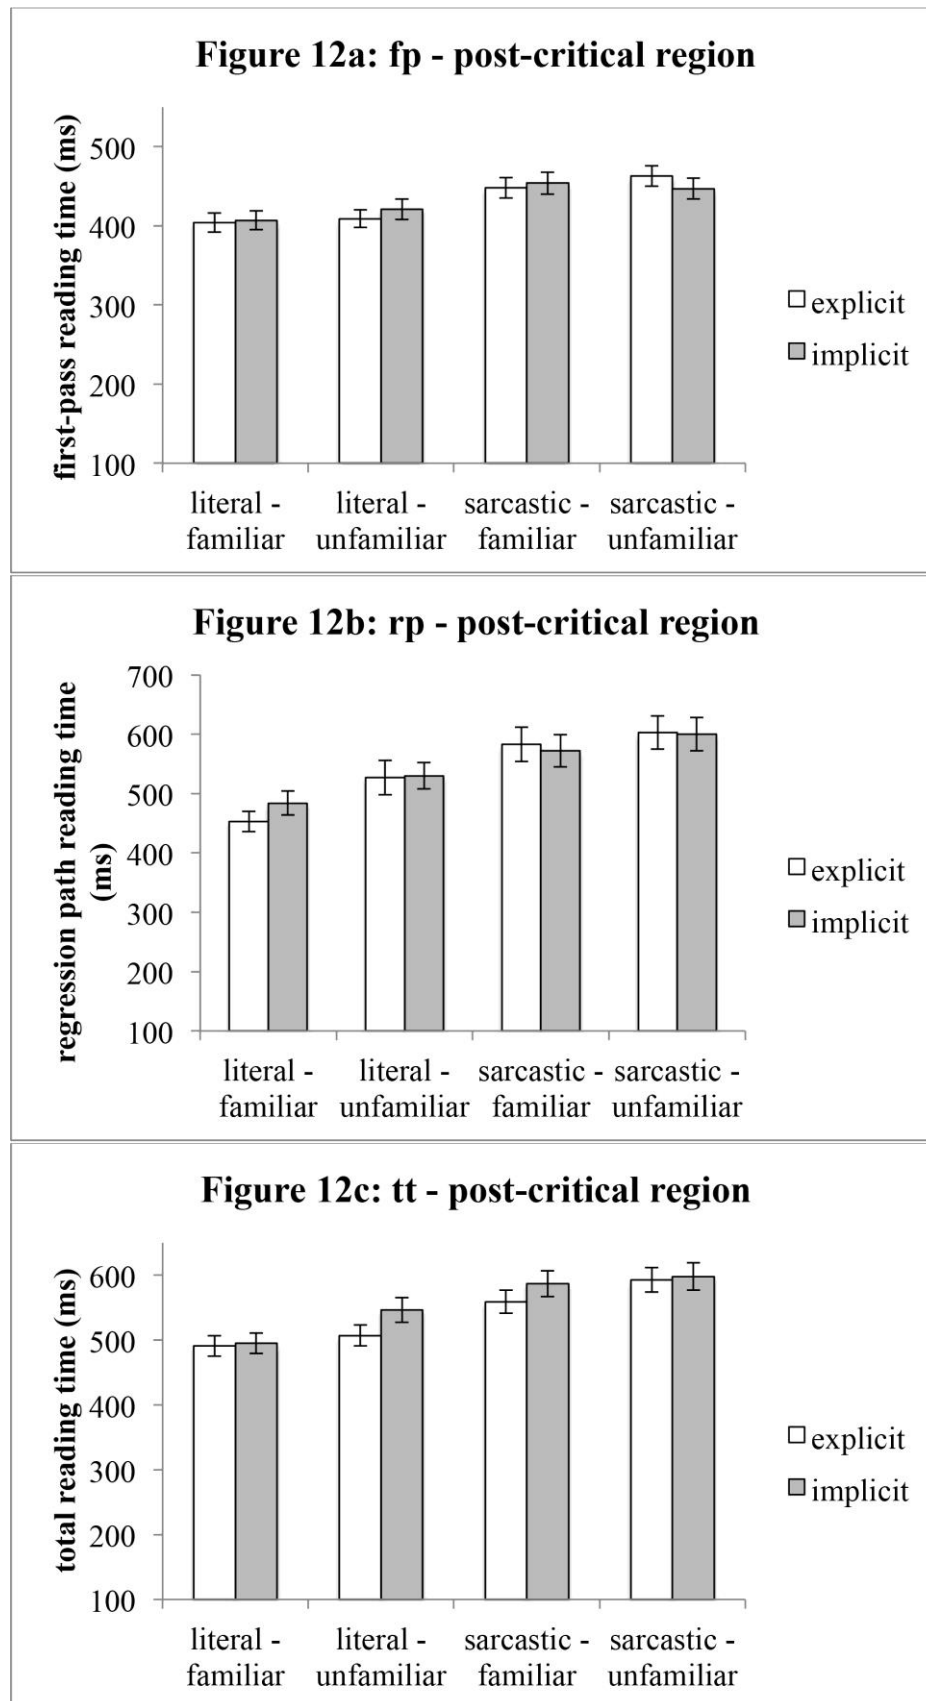 Figure 12a: fp - post-critical region
first-pass reading time (ms)
500
400
300
200
100
literal - familiar
literal - unfamiliar
sarcastic - familiar
sarcastic - unfamiliar
explicit
implicit
Figure 12b: rp - post-critical region
regression path reading time
(ms)
700
600
500
400
300
200
100
literal - familiar
literal - unfamiliar
sarcastic - familiar
sarcastic - unfamiliar
explicit
implicit
Figure 12c: tt - post-critical region
total reading time (ms)
600
500
400
300
200
100
literal - familiar
literal - unfamiliar
sarcastic - familiar
sarcastic - unfamiliar
explicit
implicit